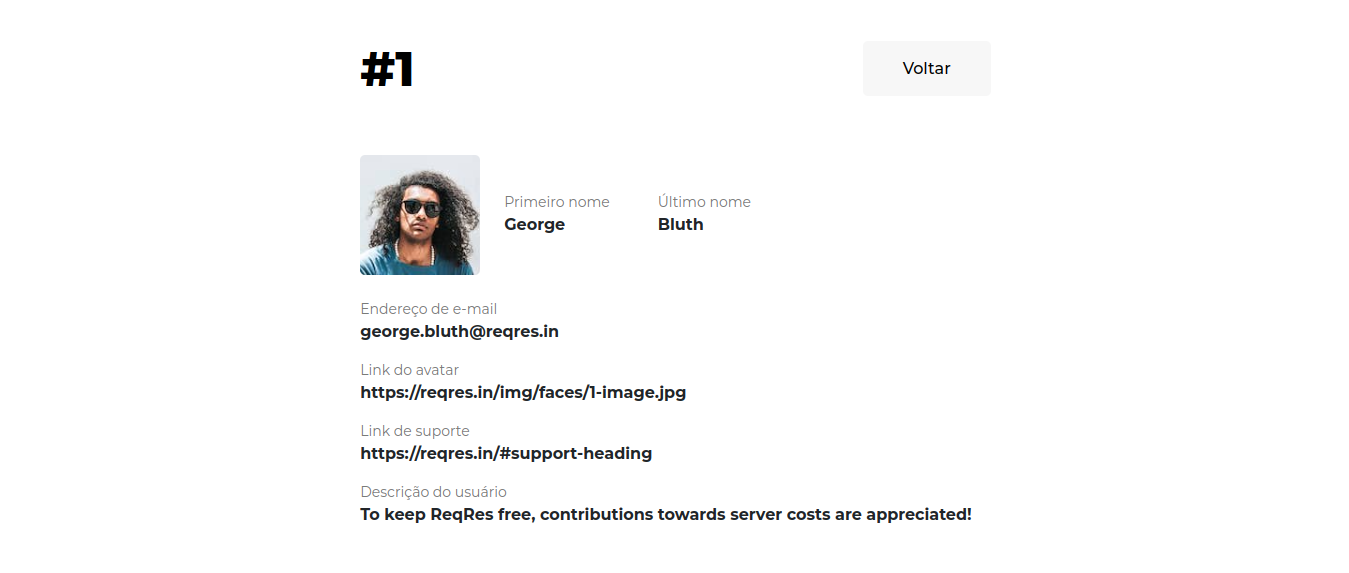 #1
Voltar
Primeiro nome
Último nome
George
Bluth
Endereço de e-mail
george.bluth@reqres.in
Link do avatar
https://reqres.in/img/faces/1-image.jpg
Link de suporte
https://reqres.in/#support-heading
Descrição do usuário
To keep ReqRes free, contributions towards server costs are appreciated!